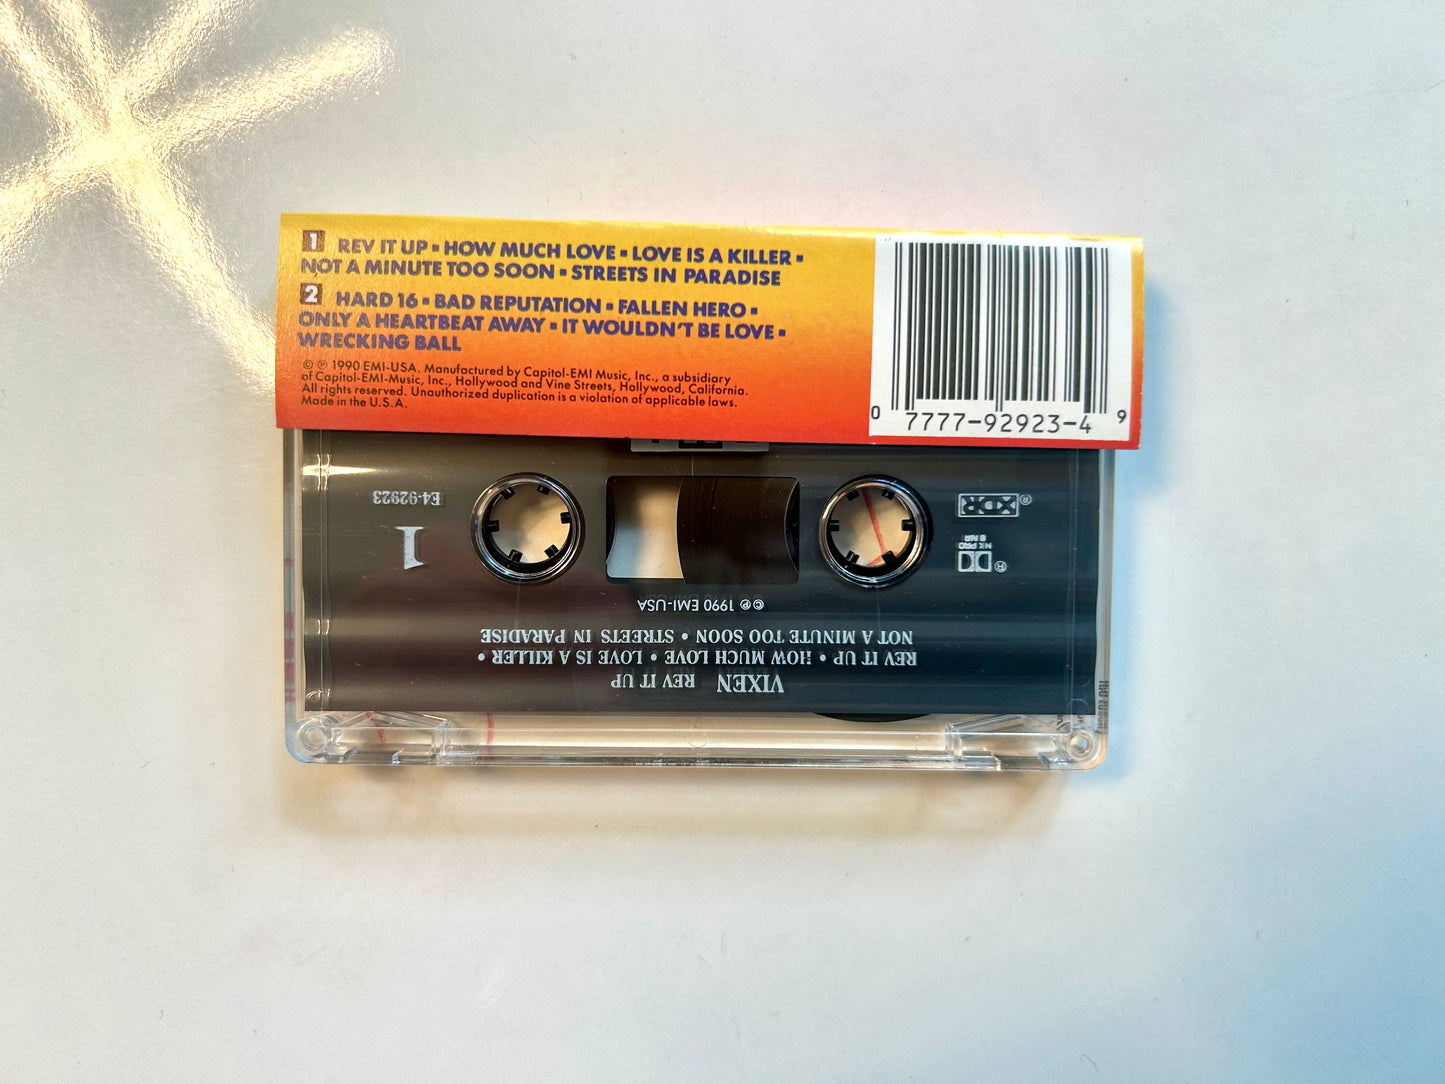 1 REV IT UP ▪ HOW MUCH LOVE ▪ LOVE IS A KILLER ▪
NOT A MINUTE TOO SOON ▪ STREETS IN PARADISE
2 HARD 16 ▪ BAD REPUTATION ▪ FALLEN HERO ▪
ONLY A HEARTBEAT AWAY ▪ IT WOULDN'T BE LOVE ▪
WRECKING BALL
© ℗ 1990 EMI-USA. Manufactured by Capitol-EMI Music, Inc., a subsidiary
of Capitol-EMI-Music, Inc., Hollywood and Vine Streets, Hollywood, California.
All rights reserved. Unauthorized duplication is a violation of applicable laws.
Made in the U.S.A.
0 7777-92923-4 9
VIXEN REV IT UP
REV IT UP • HOW MUCH LOVE • LOVE IS A KILLER •
NOT A MINUTE TOO SOON • STREETS IN PARADISE
©℗ 1990 EMI-USA
1
E4-92923
HX PRO
B NR
XDR®